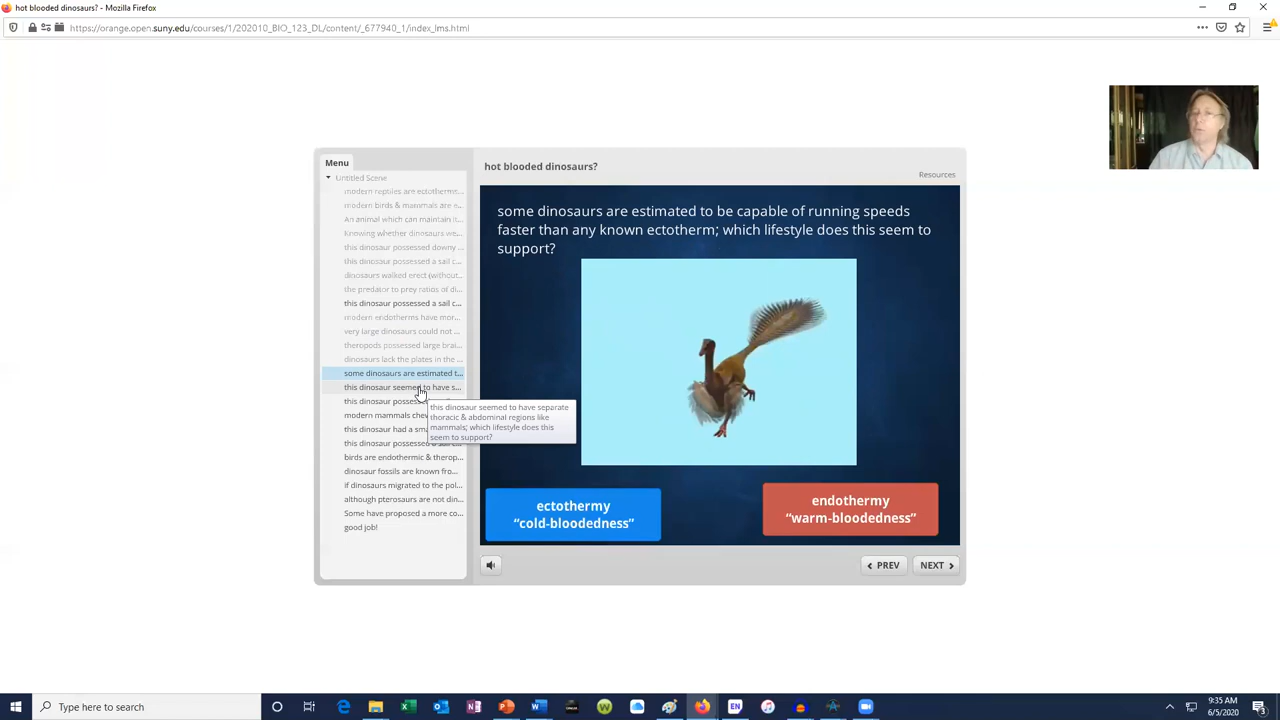 hot blooded dinosaurs? - Mozilla Firefox
https://orange.open.suny.edu/courses/1/202010_BIO_123_DL/content/_677940_1/index_lms.html
Menu
Untitled Scene
modern reptiles are ectotherms...
modern birds & mammals are e...
An animal which can maintain it...
Knowing whether dinosaurs we...
this dinosaur possessed downy ...
this dinosaur possessed a sail c...
dinosaurs walked erect (without...
the predator to prey ratios of di...
this dinosaur possessed a sail c...
modern endotherms have mor...
very large dinosaurs could not ...
theropods possessed large brai...
dinosaurs lack the plates in the ...
some dinosaurs are estimated t...
this dinosaur seemed to have s...
this dinosaur
modern mammals
this dinosaur had a
this dinosaur possessed
birds are endothermic & therop...
dinosaur fossils are known fro...
if dinosaurs migrated to the pol...
although pterosaurs are not din...
Some have proposed a more co...
good job!
this dinosaur seemed to have separate
thoracic & abdominal regions like
mammals; which lifestyle does this
seem to support?
hot blooded dinosaurs?
Resources
some dinosaurs are estimated to be capable of running speeds
faster than any known ectotherm; which lifestyle does this seem to
support?
ectothermy
“cold-bloodedness”
endothermy
“warm-bloodedness”
PREV
NEXT
Type here to search
9:35 AM
6/5/2020